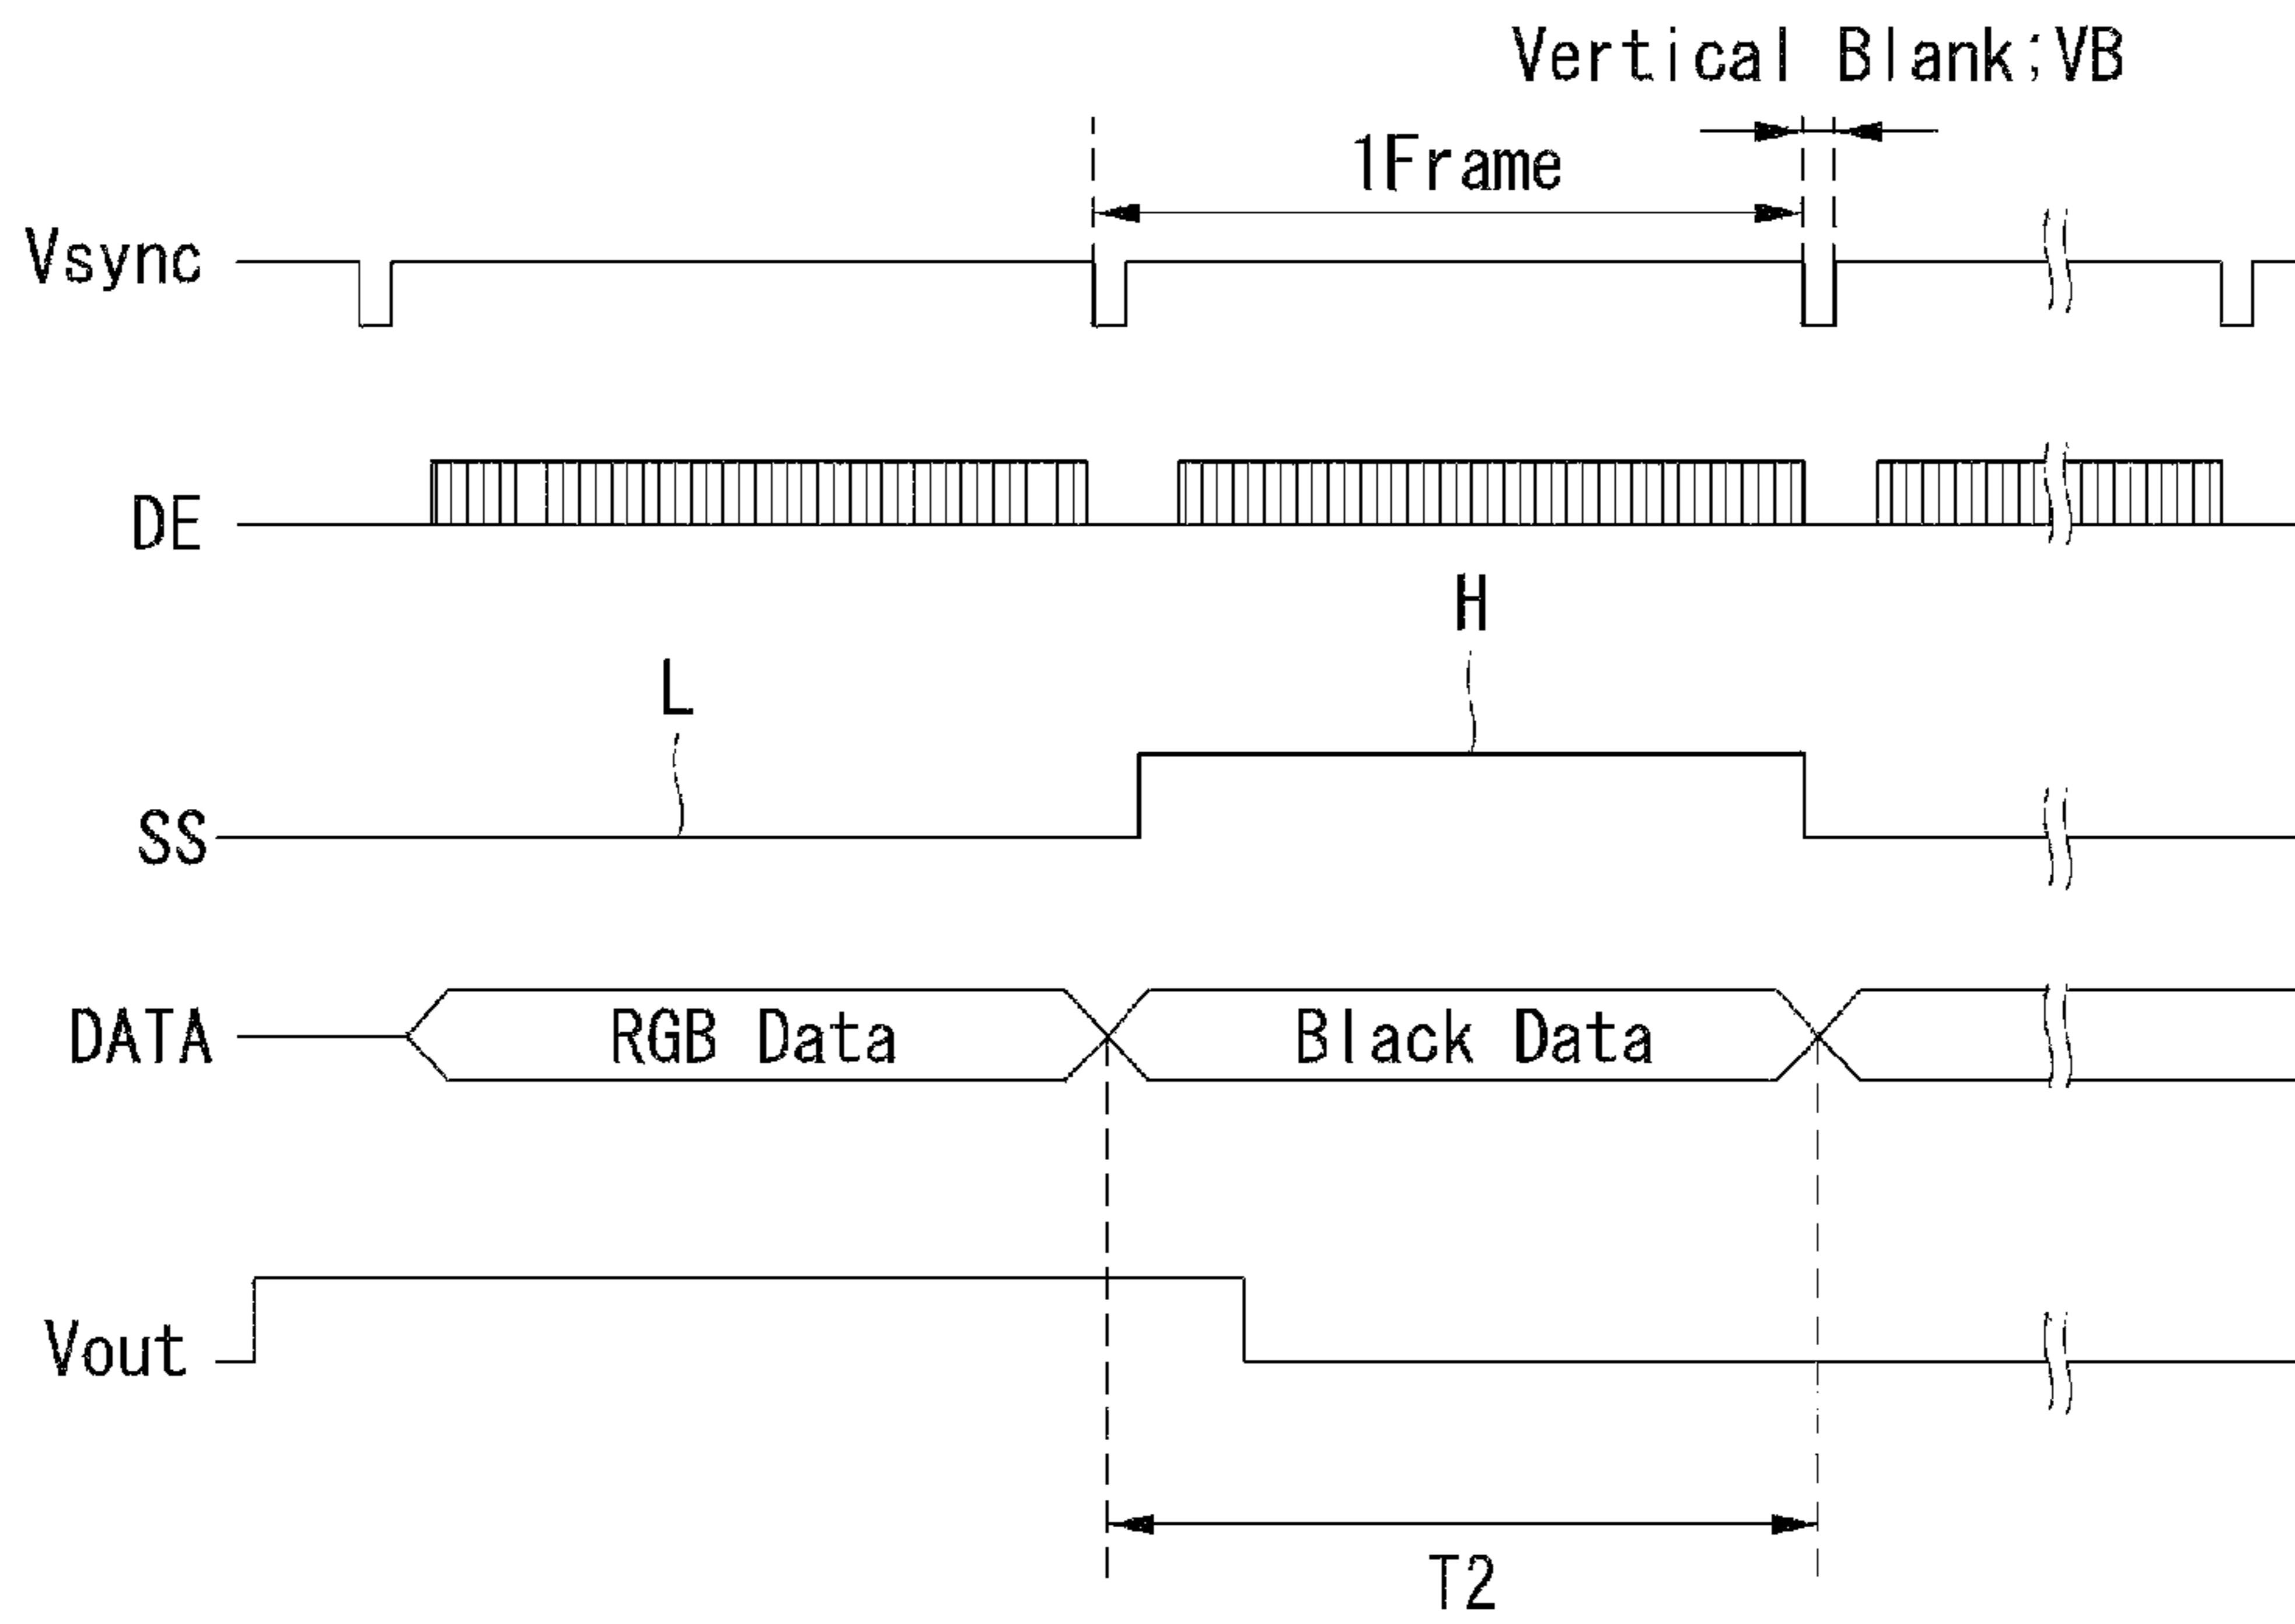 Vertical Blank;VB
1Frame
Vsync
DE
H
L
SS
DATA
RGB Data
Black Data
Vout
T2